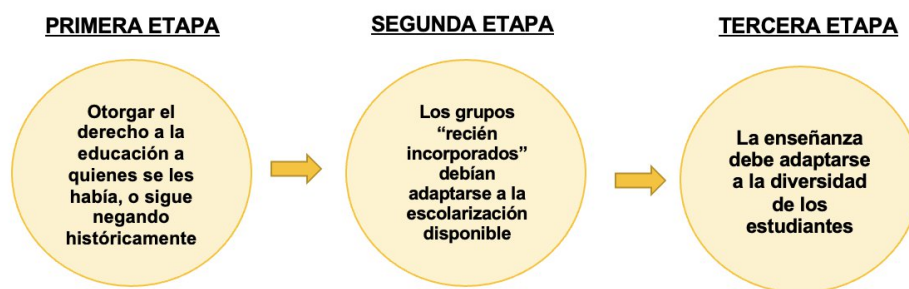 PRIMERA ETAPA
Otorgar el
derecho a la
educación a
quienes se les
había, o sigue
negando
históricamente
SEGUNDA ETAPA
Los grupos
“recién
incorporados”
debían
adaptarse a la
escolarización
disponible
TERCERA ETAPA
La enseñanza
debe adaptarse
a la diversidad
de los
estudiantes